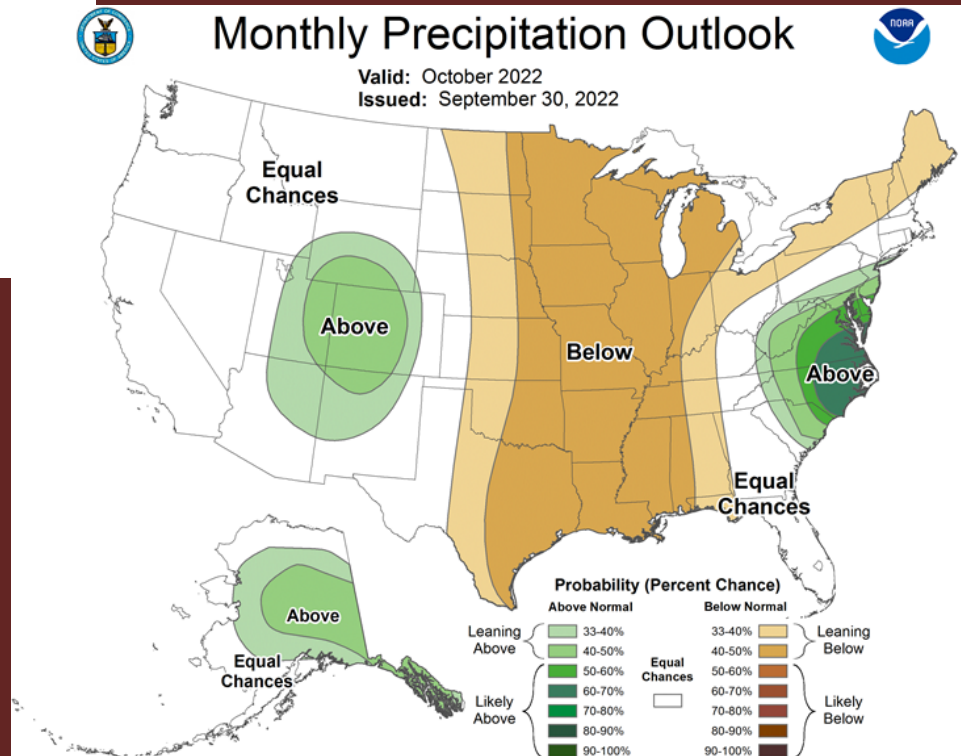 NOAA
Monthly Precipitation Outlook
Valid: October 2022
Issued: September 30, 2022
Equal
Chances
Above
Below
Above
Equal
Chances
Above
Equal
Chances
Probability (Percent Chance)
Above Normal
Below Normal
Leaning
Above
33-40%
40-50%
50-60%
60-70%
70-80%
80-90%
90-100%
Likely
Above
Equal
Chances
33-40%
40-50%
50-60%
60-70%
70-80%
80-90%
90-100%
Leaning
Below
Likely
Below